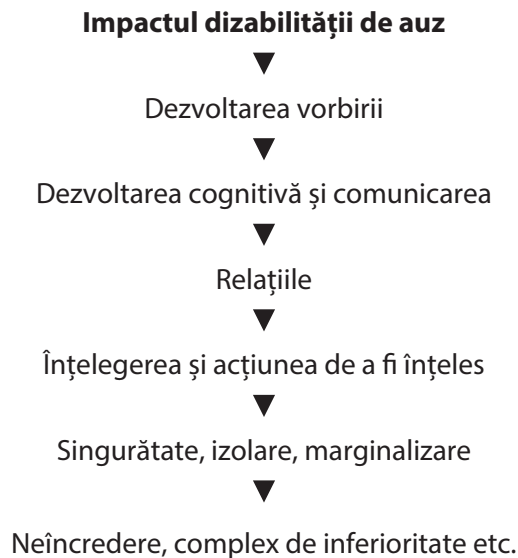 Impactul dizabilității de auz
▼
Dezvoltarea vorbirii
▼
Dezvoltarea cognitivă și comunicarea
▼
Relațiile
▼
Înțelegerea și acțiunea de a fi înțeles
▼
Singurătate, izolare, marginalizare
▼
Neîncredere, complex de inferioritate etc.